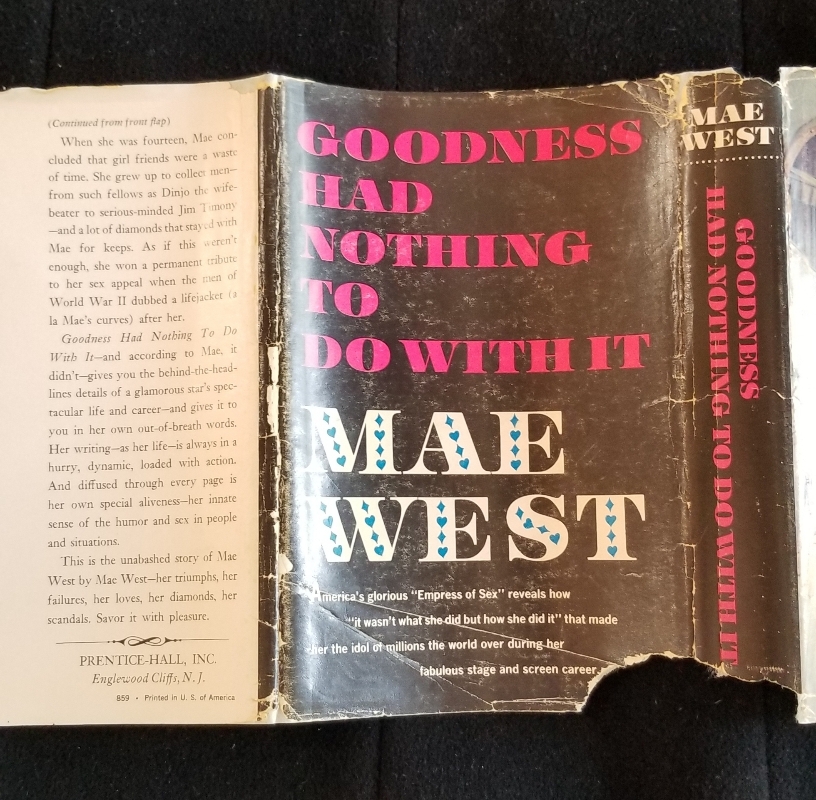 (Continued from front flap)
When she was fourteen, Mae con-
cluded that girl friends were a waste
of time. She grew up to collect men—
from such fellows as Dinjo the wife-
beater to serious-minded Jim Timony
—and a lot of diamonds that stayed with
Mae for keeps. As if this weren't
enough, she won a permanent tribute
to her sex appeal when the men of
World War II dubbed a lifejacket (a
la Mae's curves) after her.
Goodness Had Nothing To Do
With It—and according to Mae, it
didn't—gives you the behind-the-head-
lines details of a glamorous star's spec-
tacular life and career—and gives it to
you in her own out-of-breath words.
Her writing—as her life—is always in a
hurry, dynamic, loaded with action.
And diffused through every page is
her own special aliveness—her innate
sense of the humor and sex in people
and situations.
This is the unabashed story of Mae
West by Mae West—her triumphs, her
failures, her loves, her diamonds, her
scandals. Savor it with pleasure.
PRENTICE-HALL, INC.
Englewood Cliffs, N. J.
859 • Printed in U. S. of America
GOODNESS
HAD
NOTHING
TO
DO WITH IT
MAE
WEST
America's glorious "Empress of Sex" reveals how
"it wasn't what she did but how she did it" that made
her the idol of millions the world over during her
fabulous stage and screen career.
MAE
WEST
GOODNESS
HAD NOTHING TO DO WITH IT